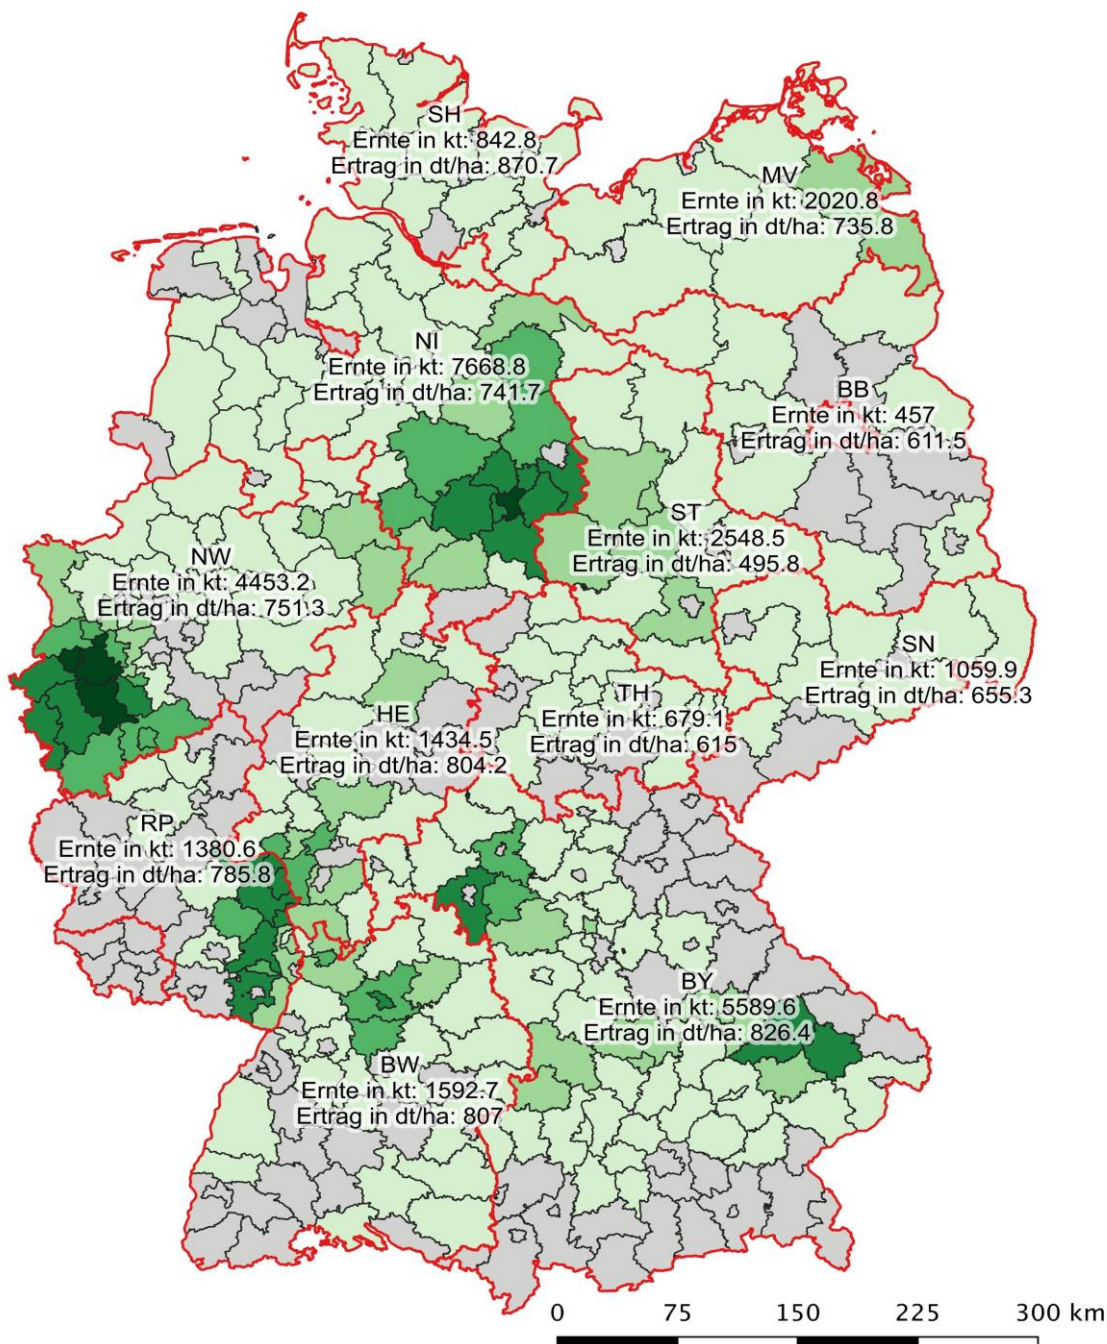 SH
Ernte in kt: 842.8
Ertrag in dt/ha: 870.7
MV
Ernte in kt: 2020.8
Ertrag in dt/ha: 735.8
NI
Ernte in kt: 7668.8
Ertrag in dt/ha: 741.7
BB
Ernte in kt: 457
Ertrag in dt/ha: 611.5
ST
Ernte in kt: 2548.5
Ertrag in dt/ha: 495.8
NW
Ernte in kt: 4453.2
Ertrag in dt/ha: 751.3
SN
Ernte in kt: 1059.9
Ertrag in dt/ha: 655.3
TH
Ernte in kt: 679.1
Ertrag in dt/ha: 615
HE
Ernte in kt: 1434.5
Ertrag in dt/ha: 804.2
RP
Ernte in kt: 1380.6
Ertrag in dt/ha: 785.8
BY
Ernte in kt: 5589.6
Ertrag in dt/ha: 826.4
BW
Ernte in kt: 1592.7
Ertrag in dt/ha: 807
0 75 150 225 300 km